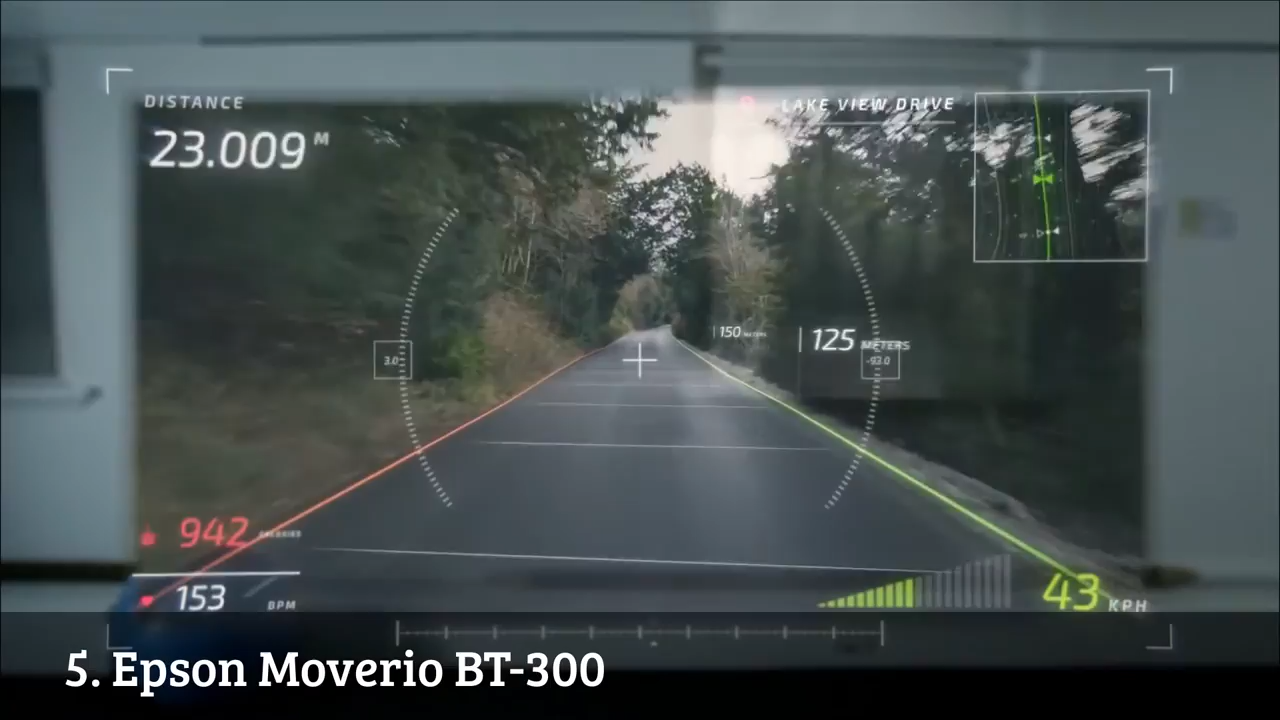 DISTANCE
23.009 M
LAKE VIEW DRIVE
150 METERS
125 METERS
3.0
-93.0
942 CALORIES
153 BPM
43 KPH
5. Epson Moverio BT-300